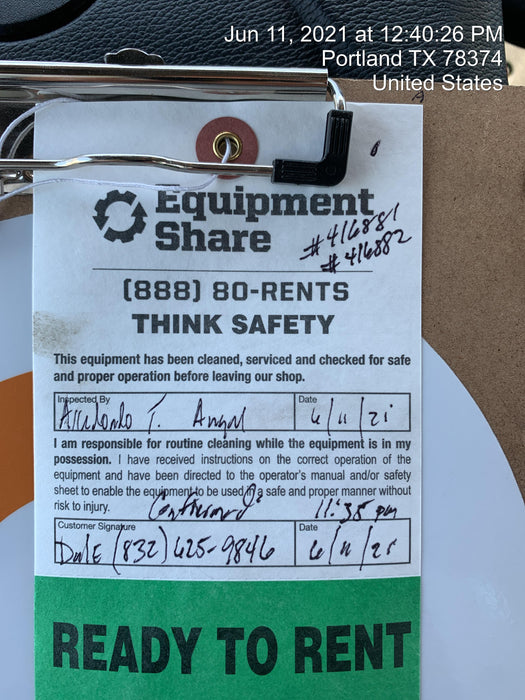 Jun 11, 2021 at 12:40:26 PM
Portland TX 78374
United States
Equipment
Share
#416881
#416882
(888) 80-RENTS
THINK SAFETY
This equipment has been cleaned, serviced and checked for safe
and proper operation before leaving our shop.
Inspected By
T.
Date
6/11/21
I am responsible for routine cleaning while the equipment is in my
possession. I have received instructions on the correct operation of the
equipment and have been directed to the operator's manual and/or safety
sheet to enable the equipment to be used in a safe and proper manner without
risk to injury.
11:35 pm
Customer Signature
Dale (832) 625-9846
Date
6/11/21
READY TO RENT